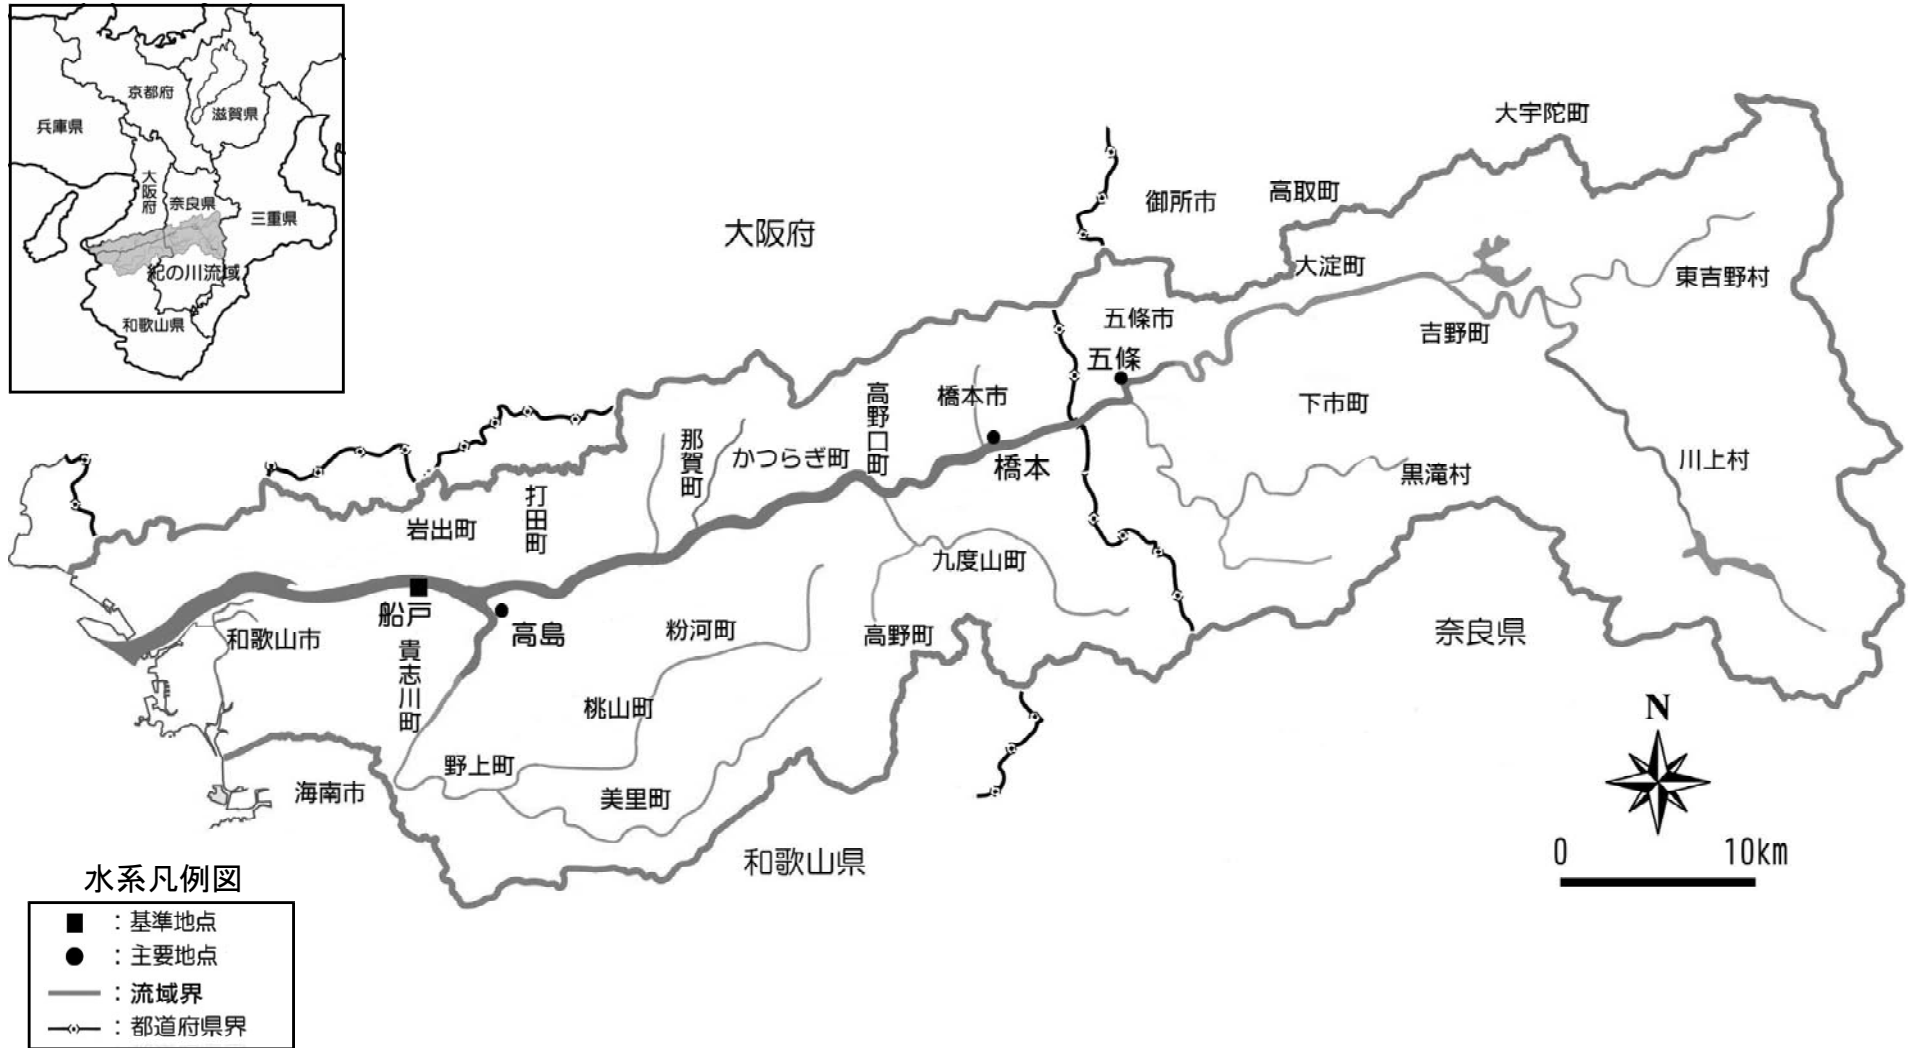 京都府
滋賀県
兵庫県
大阪府
奈良県
三重県
紀の川流域
和歌山県
大宇陀町
御所市
高取町
大阪府
大淀町
東吉野村
五條市
吉野町
五條
高野口町
橋本市
下市町
那賀町
かつらぎ町
橋本
川上村
黒滝村
打田町
岩出町
九度山町
船戸
高島
粉河町
高野町
奈良県
和歌山市
貴志川町
桃山町
N
野上町
海南市
美里町
和歌山県
0 10km
水系凡例図
■ : 基準地点
● : 主要地点
: 流域界
: 都道府県界